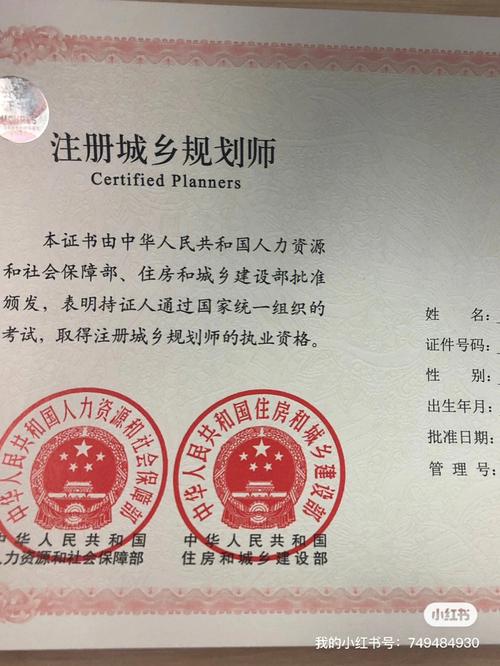 注册城乡规划师
Certified Planners
本证书由中华人民共和国人力资源
和社会保障部、住房和城乡建设部批准
颁发，表明持证人通过国家统一组织的
考试，取得注册城乡规划师的执业资格。
姓 名：
证件号码：
性 别：
出生年月：
批准日期：
管 理 号：
中华人民共和国人力资源和社会保障部
中华人民共和国住房和城乡建设部
中华人民共和国
人力资源和社会保障部
中华人民共和国
住房和城乡建设部
小红书
我的小红书号：749484930